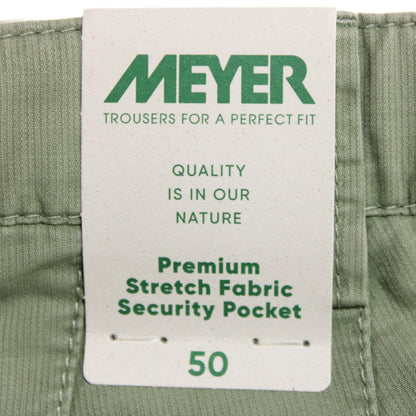 MEYER
TROUSERS FOR A PERFECT FIT
QUALITY
IS IN OUR
NATURE
Premium
Stretch Fabric
Security Pocket
50